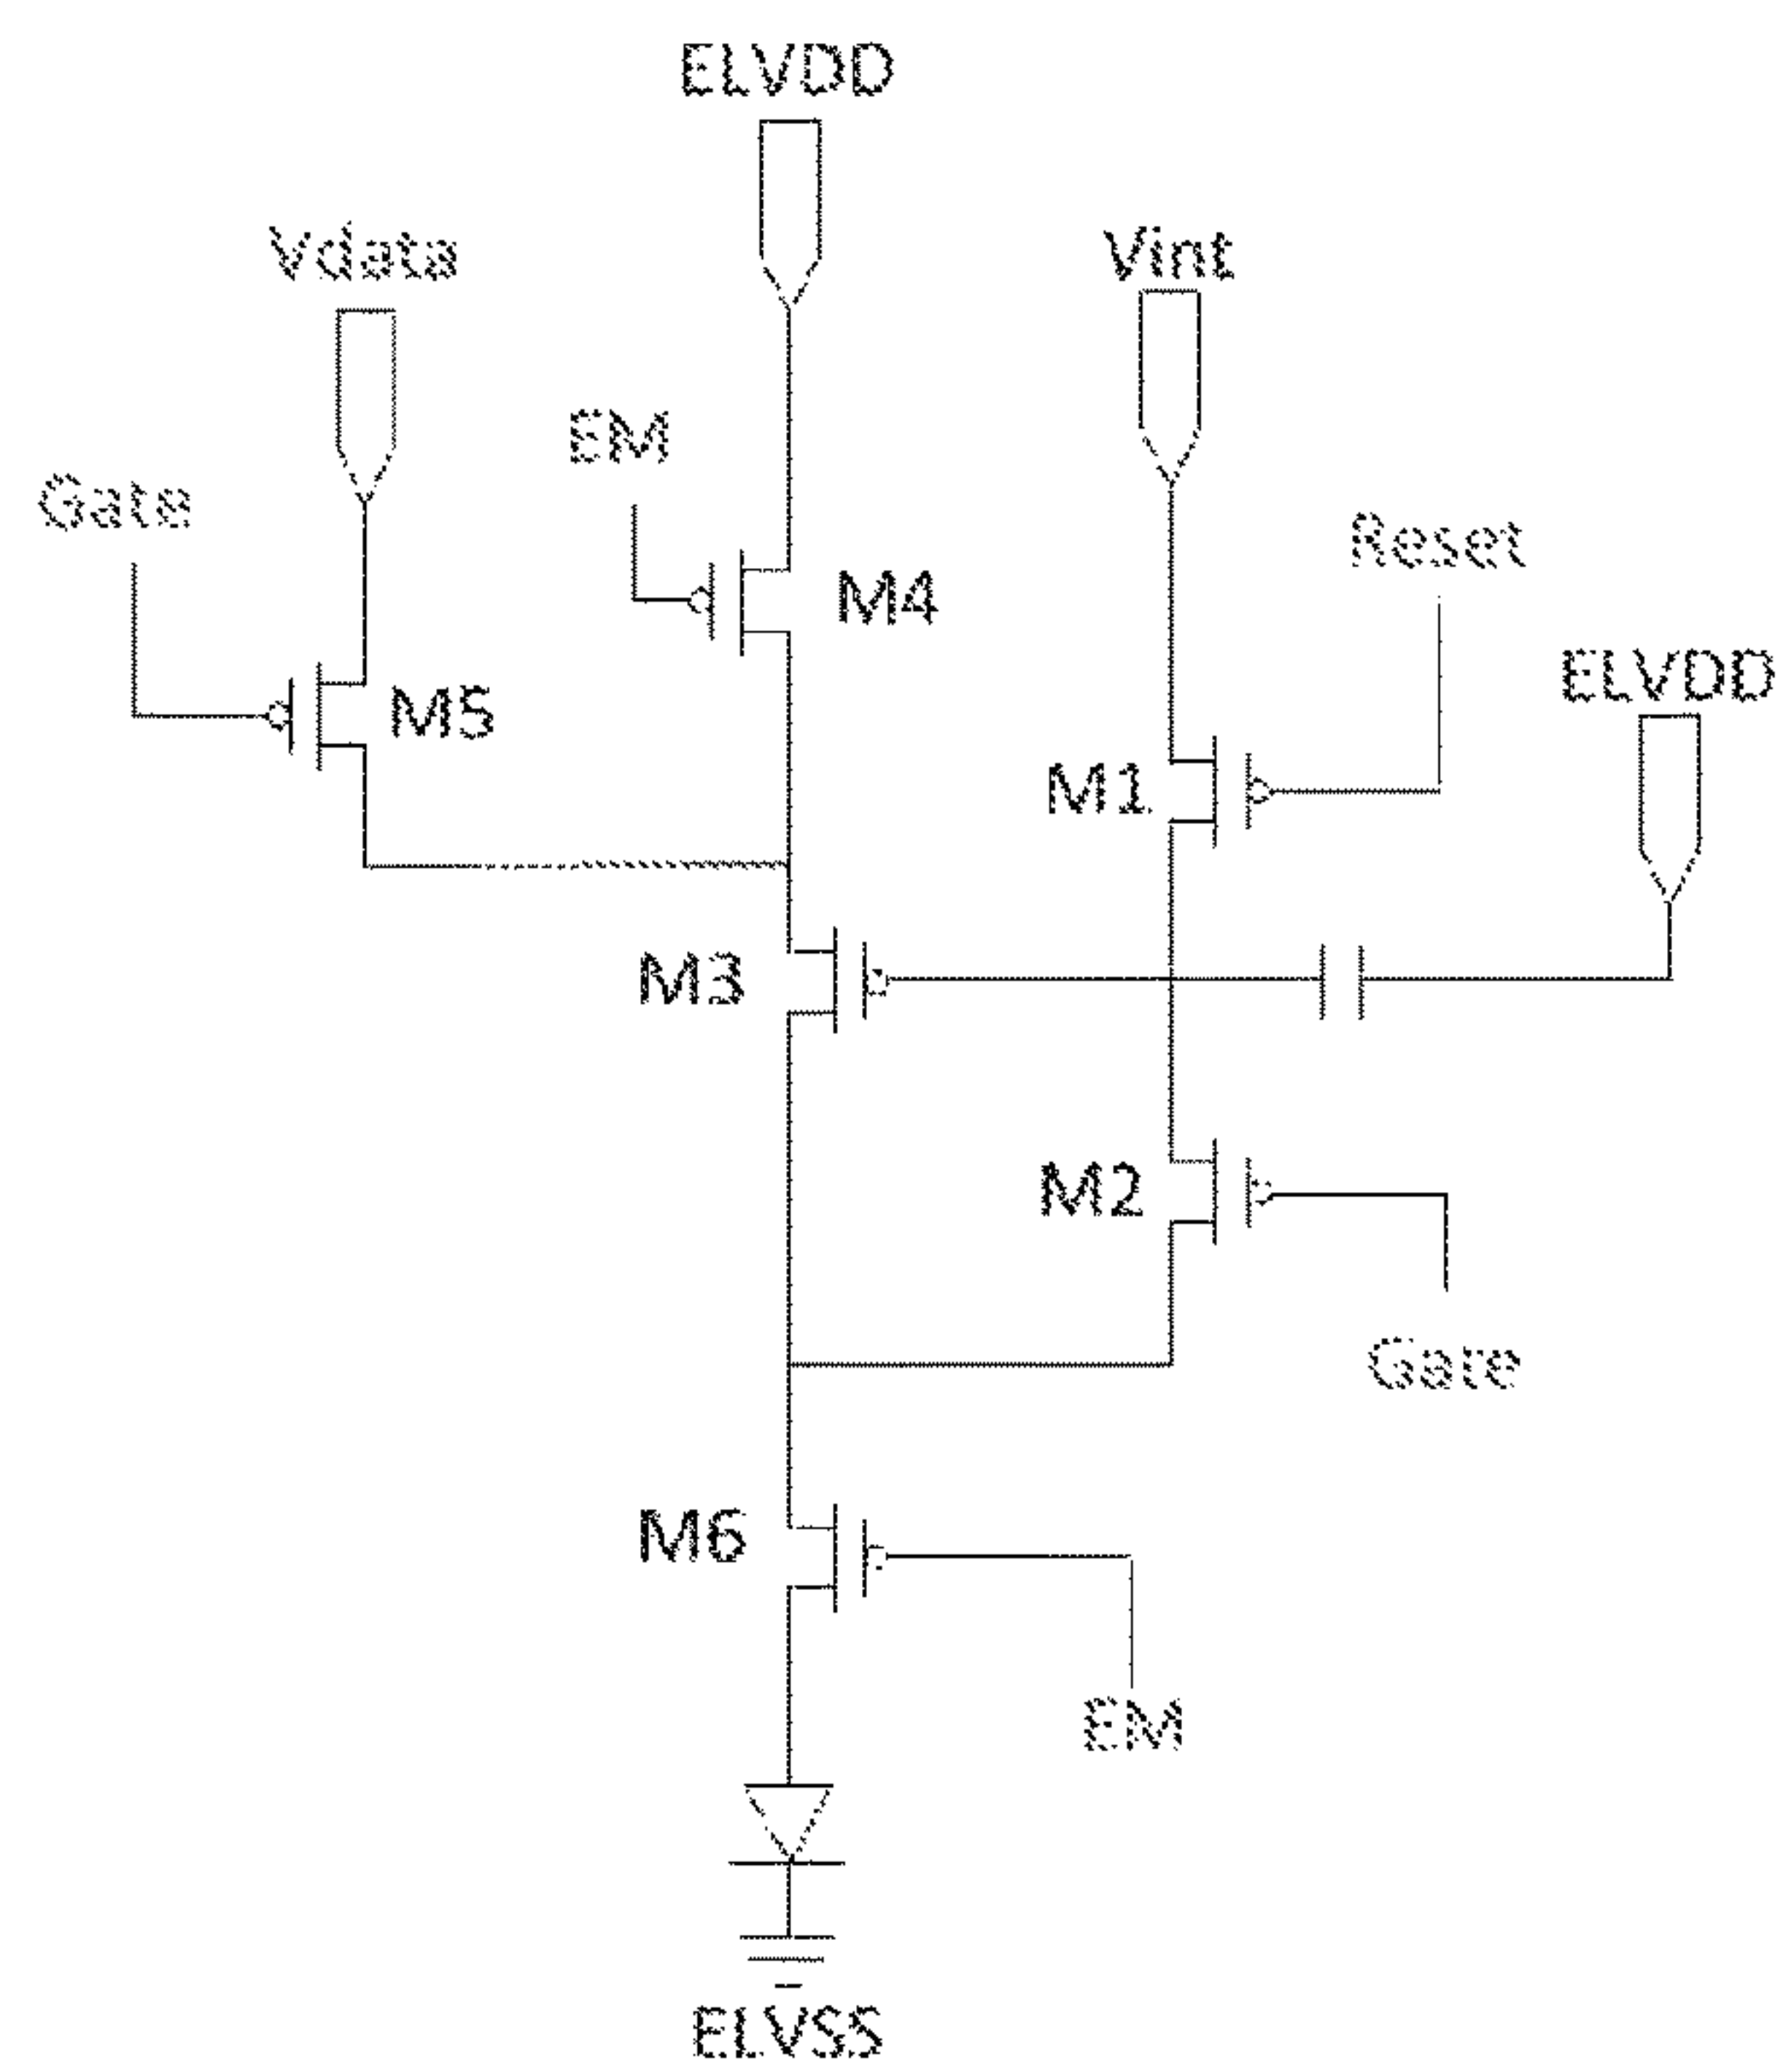 ELVDD
Vdata
Vint
EM
Gate
Reset
M4
ELVDD
M5
M1
M3
M2
Gate
M6
EM
ELVSS